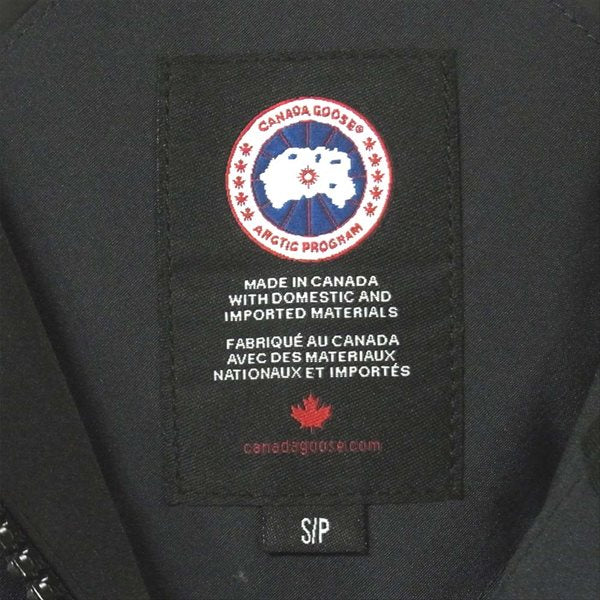 CANADA GOOSE®
ARCTIC PROGRAM
MADE IN CANADA
WITH DOMESTIC AND
IMPORTED MATERIALS
FABRIQUÉ AU CANADA
AVEC DES MATERIAUX
NATIONAUX ET IMPORTÉS
canadagoose.com
S/P